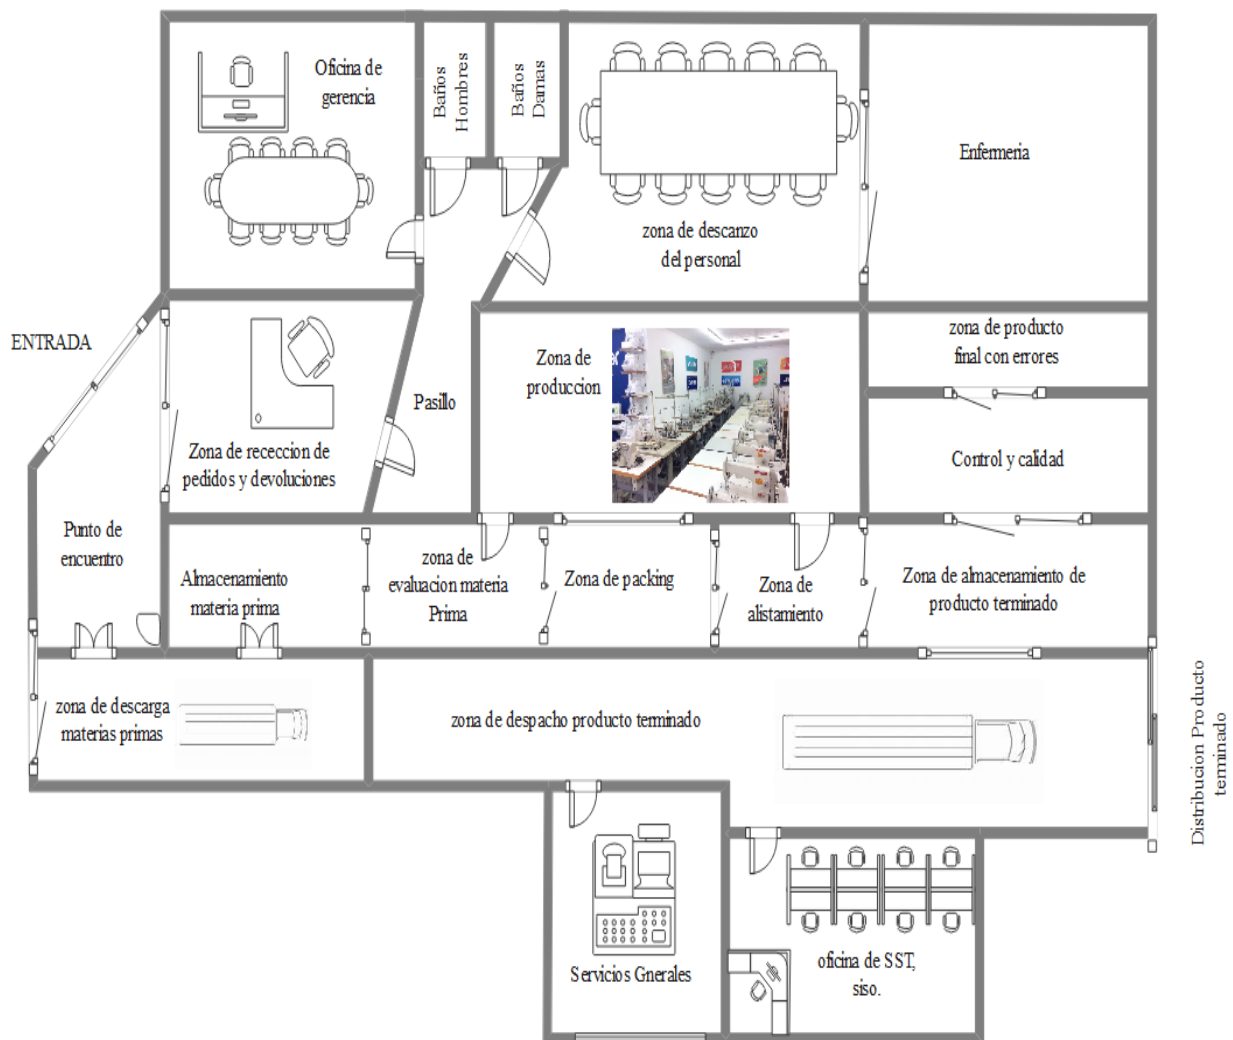 Oficina de
gerencia
Baños
Hombres
Baños
Damas
Enfermeria
zona de descanzo
del personal
ENTRADA
Zona de
produccion
zona de producto
final con errores
Pasillo
Zona de receccion de
pedidos y devoluciones
Control y calidad
Punto de
encuentro
Almacenamiento
materia prima
zona de
evaluacion materia
Prima
Zona de packing
Zona de
alistamiento
Zona de almacenamiento de
producto terminado
zona de descarga
materias primas
zona de despacho producto terminado
Distribucion Producto
terminado
Servicios Gnerales
oficina de SST,
siso.